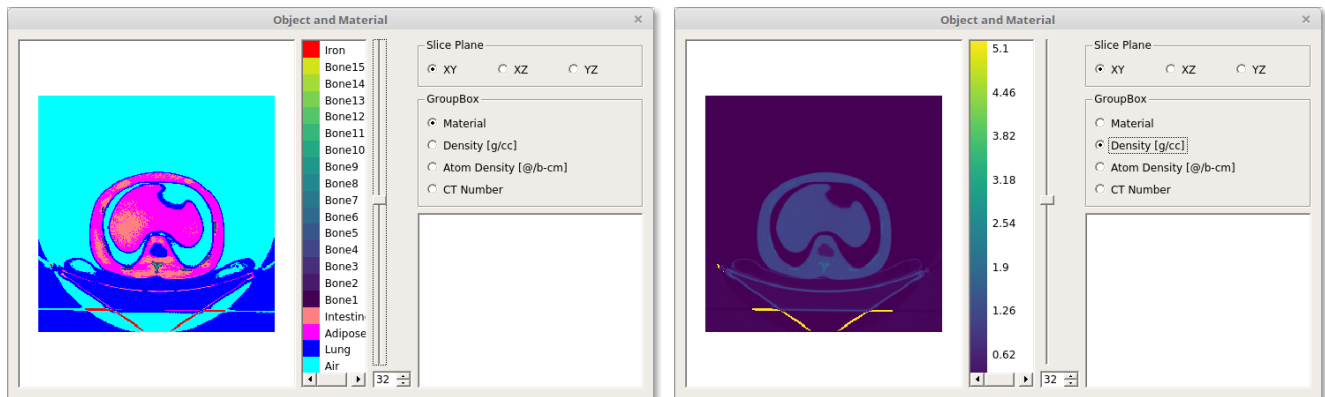 Object and Material ×
Iron
Bone15
Bone14
Bone13
Bone12
Bone11
Bone10
Bone9
Bone8
Bone7
Bone6
Bone5
Bone4
Bone3
Bone2
Bone1
Intestin
Adipose
Lung
Air
32
Slice Plane
XY XZ YZ
GroupBox
Material
Density [g/cc]
Atom Density [@/b-cm]
CT Number
Object and Material ×
5.1
4.46
3.82
3.18
2.54
1.9
1.26
0.62
32
Slice Plane
XY XZ YZ
GroupBox
Material
Density [g/cc]
Atom Density [@/b-cm]
CT Number